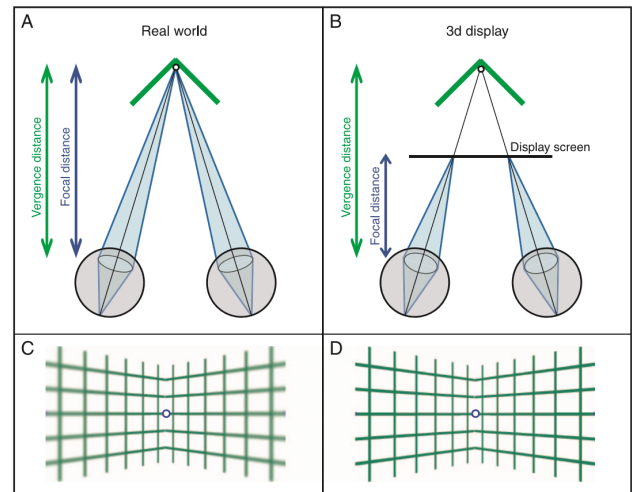 A
Real world
Vergence distance
Focal distance
B
3d display
Vergence distance
Focal distance
Display screen
C
D